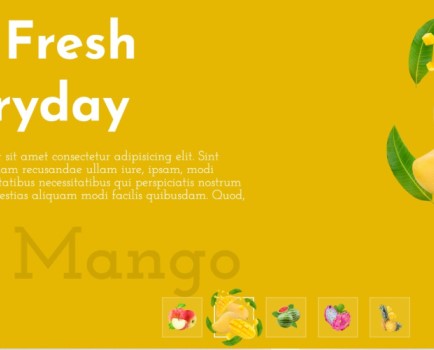 Fresh
ryday
sit amet consectetur adipisicing elit. Sint
am recusandae ullam iure, ipsam, modi
tatibus necessitatibus qui perspiciatis nostrum
estias aliquam modi facilis quibusdam. Quod,
Mango